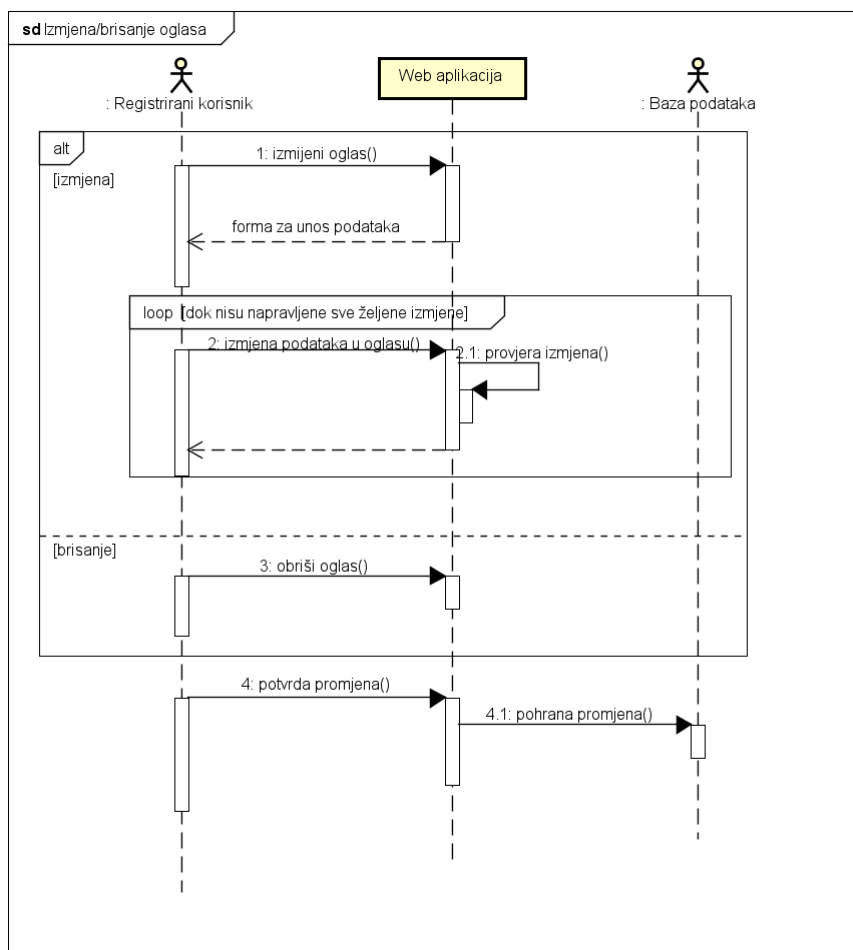 sd Izmjena/brisanje oglasa
: Registrirani korisnik
Web aplikacija
: Baza podataka
alt
[izmjena]
1: izmijeni oglas()
forma za unos podataka
loop [dok nisu napravljene sve željene izmjene]
2: izmjena podataka u oglasu()
2.1: provjera izmjena()
[brisanje]
3: obriši oglas()
4: potvrda promjena()
4.1: pohrana promjena()